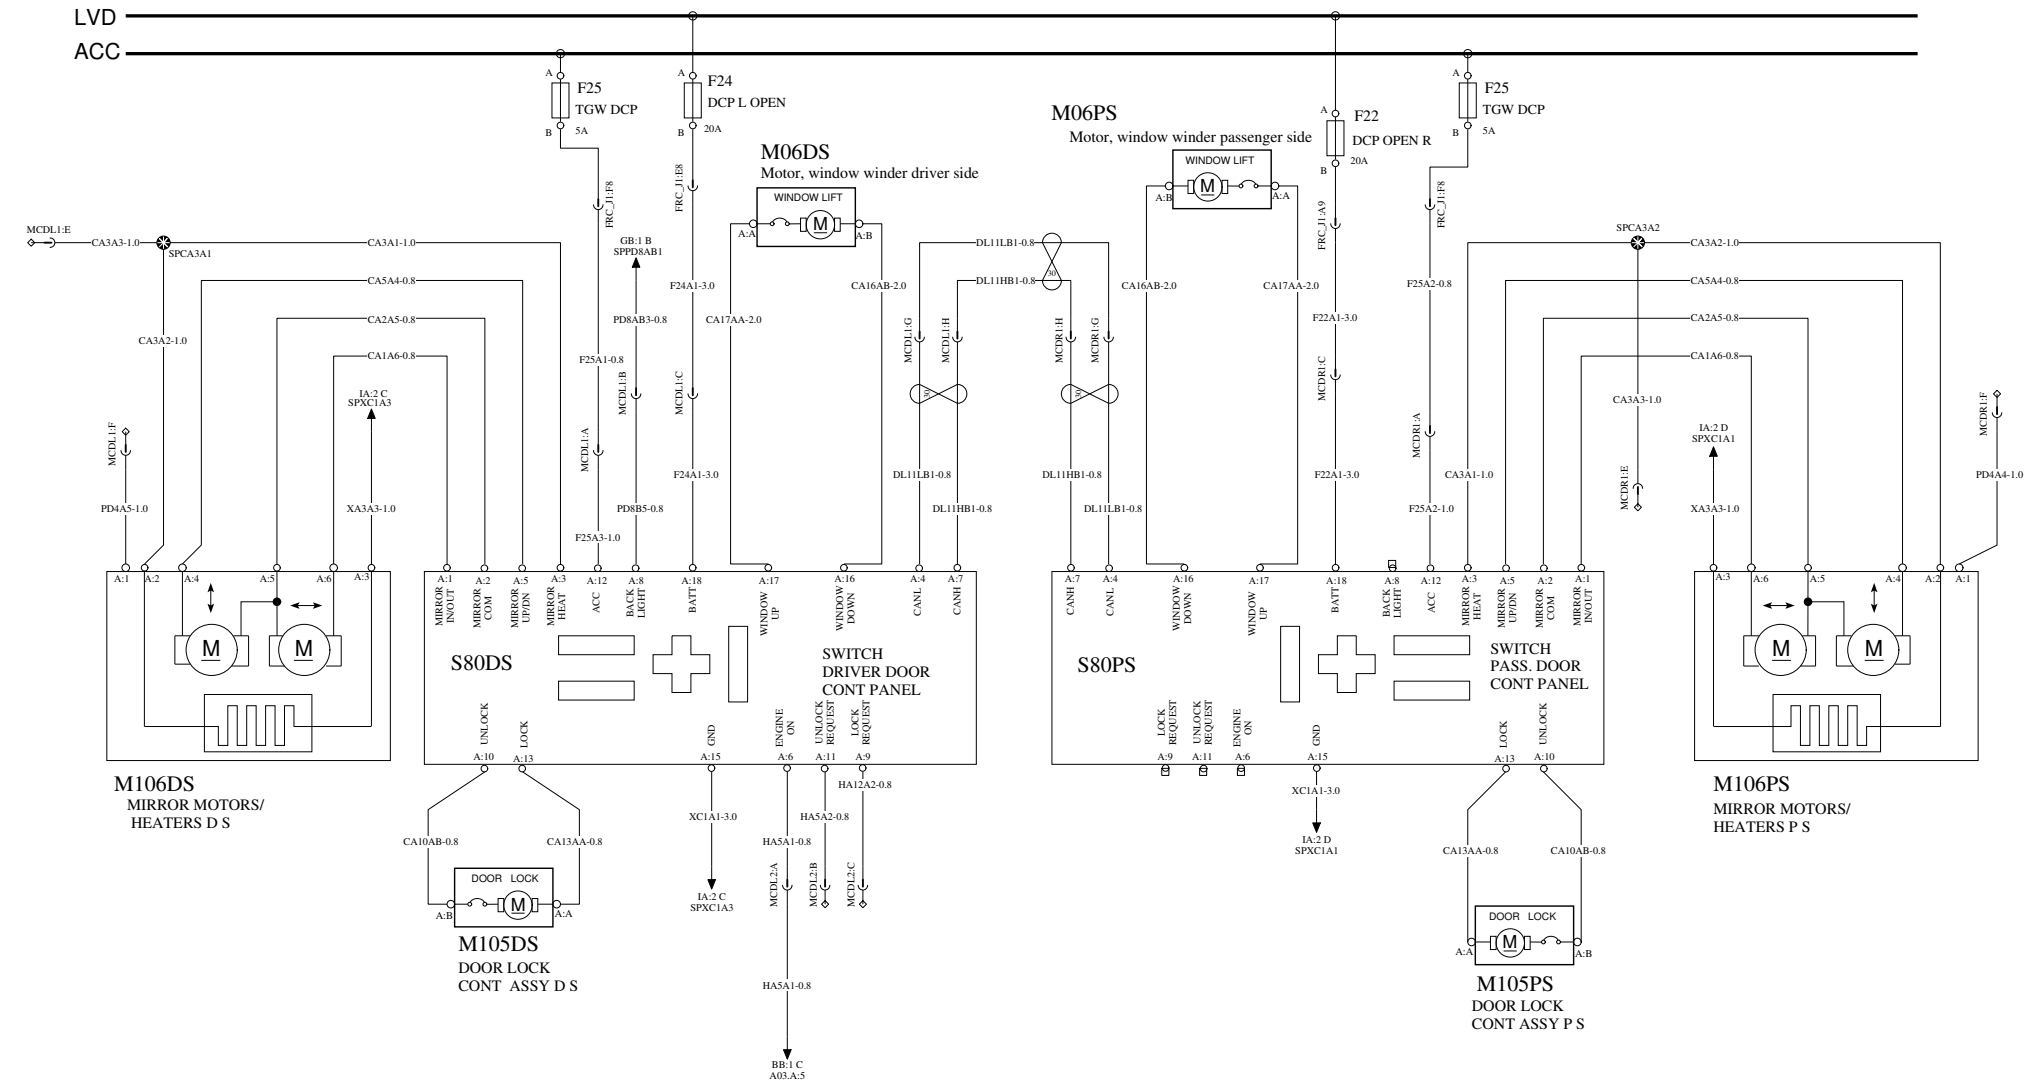 LVD
ACC
A
F25
TGW DCP
B
5A
A
F24
DCP L OPEN
B
20A
M06DS
Motor, window winder driver side
WINDOW LIFT
M
A:A
A:B
M06PS
Motor, window winder passenger side
WINDOW LIFT
M
A:B
A:A
A
F22
DCP OPEN R
B
20A
A
F25
TGW DCP
B
5A
FRC_J1:F8
FRC_J1:E8
FRC_J1:A9
FRC_J1:F8
MCDL1:E
CA3A3-1.0
SPCA3A1
CA3A1-1.0
CA5A4-0.8
CA2A5-0.8
CA1A6-0.8
CA3A2-1.0
IA:2 C
SPXC1A3
MCDL1:F
PD4A5-1.0
XA3A3-1.0
GB:1 B
SPPD8AB1
PD8AB3-0.8
F25A1-0.8
MCDL1:B
MCDL1:A
MCDL1:C
F24A1-3.0
F24A1-3.0
PD8B5-0.8
F25A3-1.0
CA17AA-2.0
CA16AB-2.0
DL11LB1-0.8
DL11HB1-0.8
30
MCDL1:G
MCDL1:H
MCDR1:H
MCDR1:G
30
30
DL11LB1-0.8
DL11HB1-0.8
DL11HB1-0.8
DL11LB1-0.8
CA16AB-2.0
CA17AA-2.0
F22A1-3.0
MCDR1:C
F22A1-3.0
F25A2-0.8
MCDR1:A
F25A2-1.0
CA3A1-1.0
SPCA3A2
CA3A2-1.0
CA5A4-0.8
CA2A5-0.8
CA1A6-0.8
CA3A3-1.0
MCDR1:E
IA:2 D
SPXC1A1
XA3A3-1.0
MCDR1:F
PD4A4-1.0
A:1
A:2
A:4
A:5
A:6
A:3
M
M
M106DS
MIRROR MOTORS/
HEATERS D S
A:1
MIRROR
IN/OUT
A:2
MIRROR
COM
A:5
MIRROR
UP/DN
A:3
MIRROR
HEAT
A:12
ACC
A:8
BACK
LIGHT
A:18
BATT
A:17
WINDOW
UP
A:16
WINDOW
DOWN
A:4
CANL
A:7
CANH
S80DS
SWITCH
DRIVER DOOR
CONT PANEL
UNLOCK
A:10
LOCK
A:13
GND
A:15
ENGINE
ON
A:6
UNLOCK
REQUEST
A:11
LOCK
REQUEST
A:9
A:7
CANH
A:4
CANL
A:16
WINDOW
DOWN
A:17
WINDOW
UP
A:18
BATT
A:8
BACK
LIGHT
A:12
ACC
A:3
MIRROR
HEAT
A:5
MIRROR
UP/DN
A:2
MIRROR
COM
A:1
MIRROR
IN/OUT
S80PS
SWITCH
PASS. DOOR
CONT PANEL
LOCK
REQUEST
A:9
UNLOCK
REQUEST
A:11
ENGINE
ON
A:6
GND
A:15
LOCK
A:13
UNLOCK
A:10
A:3
A:6
A:5
A:4
A:2
A:1
M
M
M106PS
MIRROR MOTORS/
HEATERS P S
CA10AB-0.8
CA13AA-0.8
DOOR LOCK
M
A:B
A:A
M105DS
DOOR LOCK
CONT ASSY D S
XC1A1-3.0
IA:2 C
SPXC1A3
HA12A2-0.8
HA5A2-0.8
HA5A1-0.8
MCDL2:A
MCDL2:B
MCDL2:C
HA5A1-0.8
BB:1 C
A03.A:5
XC1A1-3.0
IA:2 D
SPXC1A1
CA13AA-0.8
CA10AB-0.8
DOOR LOCK
M
A:A
A:B
M105PS
DOOR LOCK
CONT ASSY P S